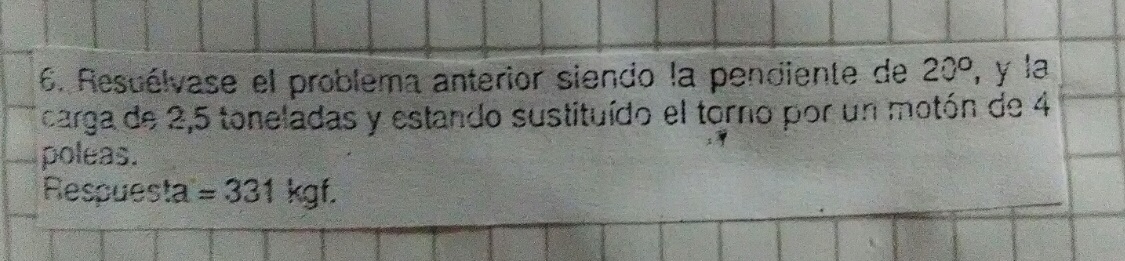 6. Resuélvase el problema anterior siendo la pendiente de 20º, y la
carga de 2,5 toneladas y estando sustituído el torno por un motón de 4
poleas.
Respuesta = 331 kgf.